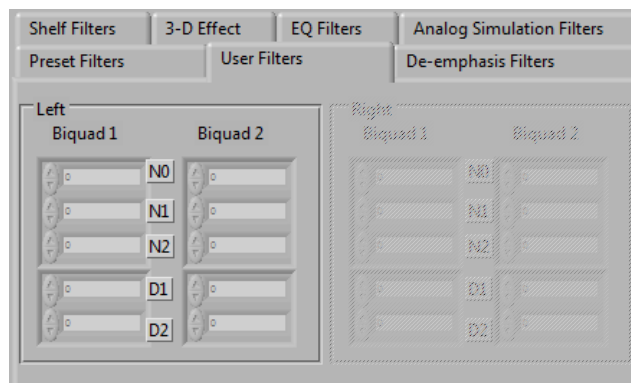 Shelf Filters 3-D Effect EQ Filters Analog Simulation Filters
Preset Filters User Filters De-emphasis Filters
Left Right
Biquad 1 Biquad 2 Biquad 1 Biquad 2
0 N0 0 0 N0 0
0 N1 0 0 N1 0
0 N2 0 0 N2 0
0 D1 0 0 D1 0
0 D2 0 0 D2 0